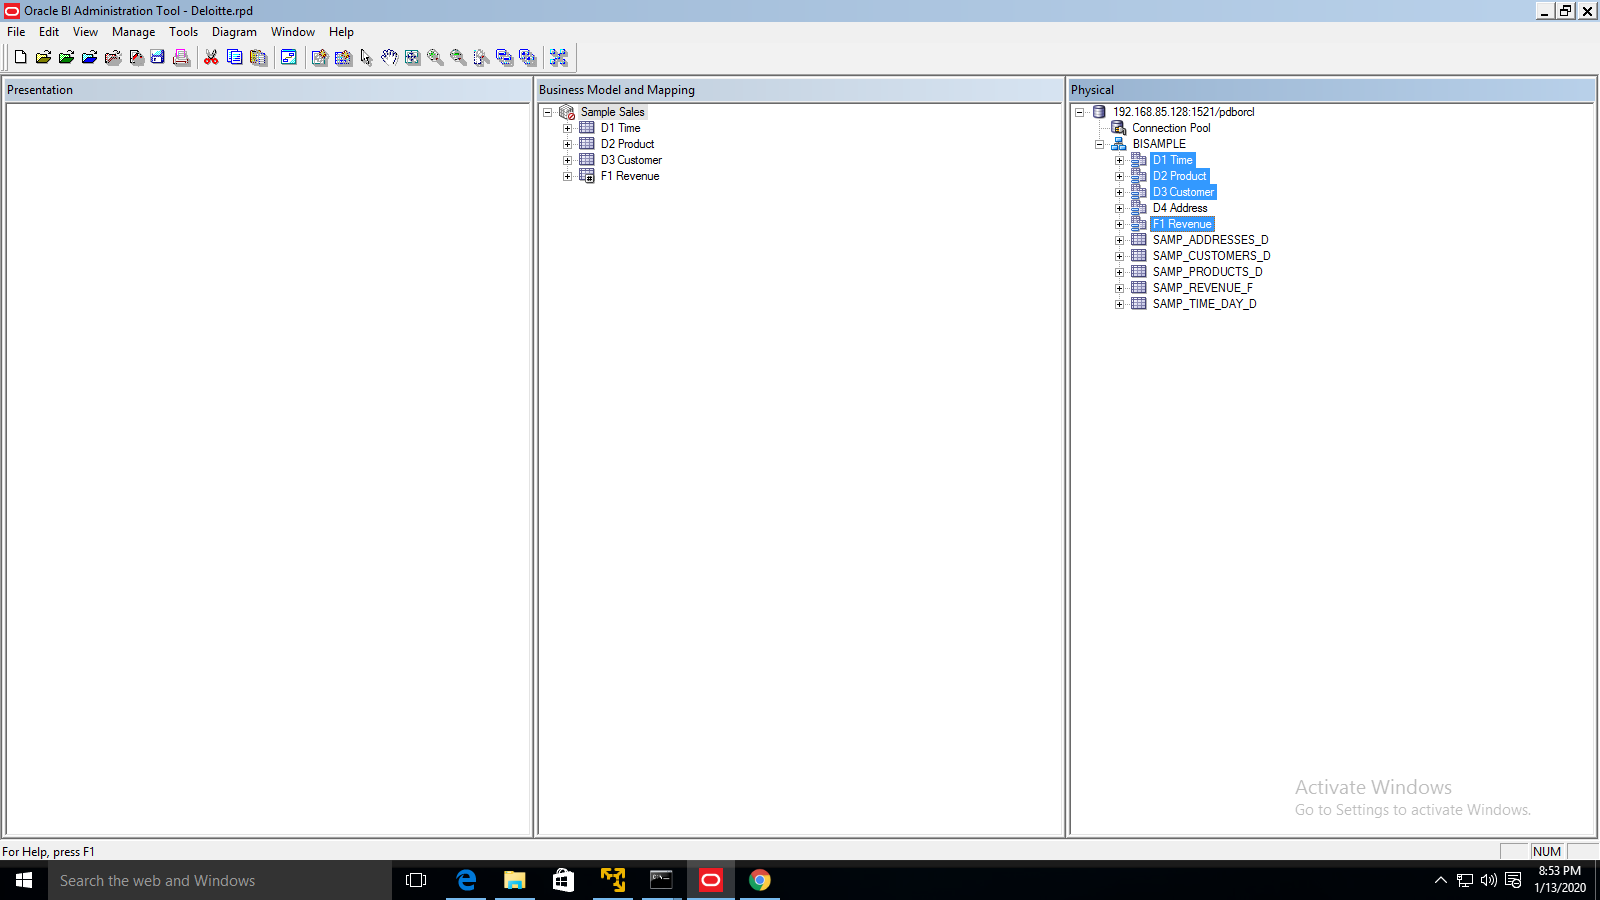 Oracle BI Administration Tool - Deloitte.rpd
File Edit View Manage Tools Diagram Window Help
Presentation
Business Model and Mapping
Sample Sales
D1 Time
D2 Product
D3 Customer
F1 Revenue
Physical
192.168.85.128:1521/pdborcl
Connection Pool
BISAMPLE
D1 Time
D2 Product
D3 Customer
D4 Address
F1 Revenue
SAMP_ADDRESSES_D
SAMP_CUSTOMERS_D
SAMP_PRODUCTS_D
SAMP_REVENUE_F
SAMP_TIME_DAY_D
Activate Windows
Go to Settings to activate Windows.
For Help, press F1
NUM
Search the web and Windows
8:53 PM
1/13/2020